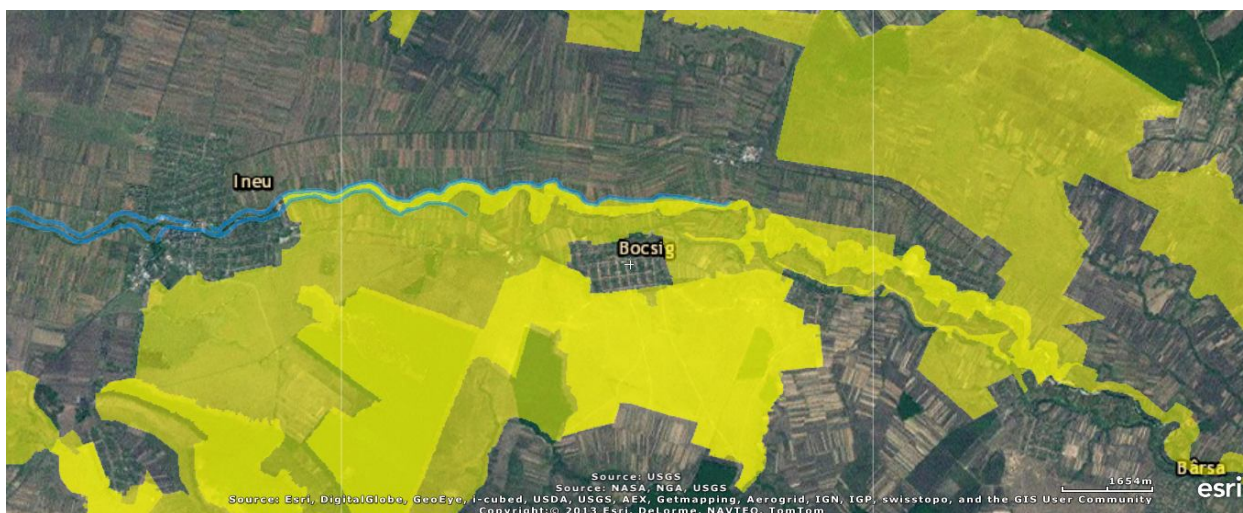 Ineu
Bocsig
Bârsa
Source: USGS
Source: NASA, NGA, USGS
Source: Esri, DigitalGlobe, GeoEye, i-cubed, USDA, USGS, AEX, Getmapping, Aerogrid, IGN, IGP, swisstopo, and the GIS User Community
Copyright:© 2013 Esri, DeLorme, NAVTEQ, TomTom
1654m
esri